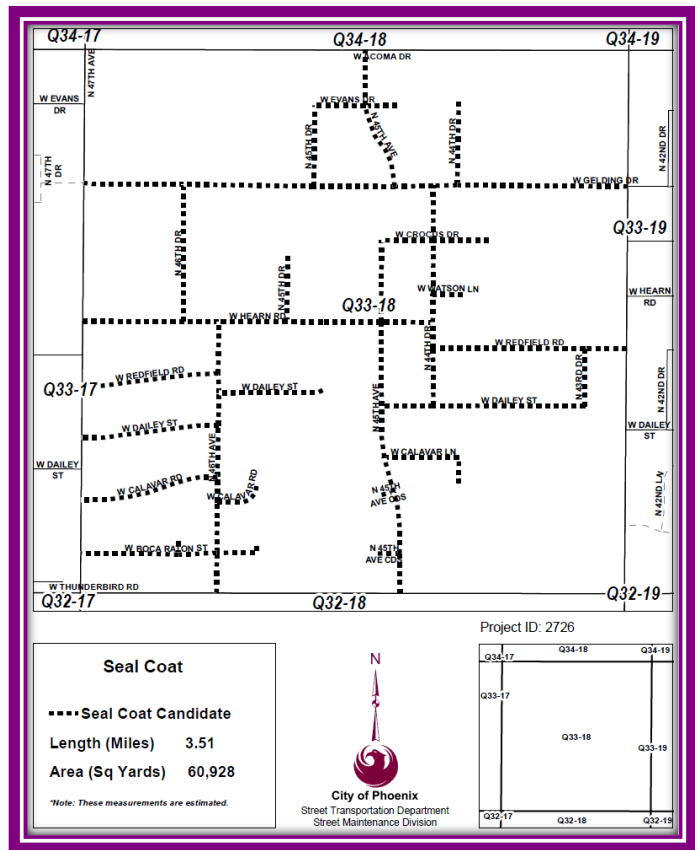 Q34-17
Q34-18
Q34-19
W ACOMA DR
N 47TH AVE
W EVANS
DR
W EVANS DR
N 45TH DR
N 45TH AVE
N 44TH DR
N 42ND DR
N 47TH
DR
W GELDING DR
Q33-19
W CROCUS DR
N 46TH DR
N 45TH DR
W WATSON LN
W HEARN
RD
Q33-18
W HEARN RD
N 44TH DR
W REDFIELD RD
W REDFIELD RD
Q33-17
W DAILEY ST
N 45TH AVE
N 43RD DR
N 42ND DR
W DAILEY ST
W DAILEY ST
W DAILEY
ST
N 46TH AVE
W CALAVAR LN
W DAILEY
ST
W CALAVAR RD
W CALAVAR RD
N 45TH
AVE CDS
N 42ND LN
W BOCA RATON ST
N 45TH
AVE CDS
W THUNDERBIRD RD
Q32-17
Q32-18
Q32-19
Project ID: 2726
Seal Coat
Seal Coat Candidate
Length (Miles) 3.51
Area (Sq Yards) 60,928
*Note: These measurements are estimated.
N
City of Phoenix
Street Transportation Department
Street Maintenance Division
Q34-17
Q34-18
Q34-19
Q33-17
Q33-18
Q33-19
Q32-17
Q32-18
Q32-19